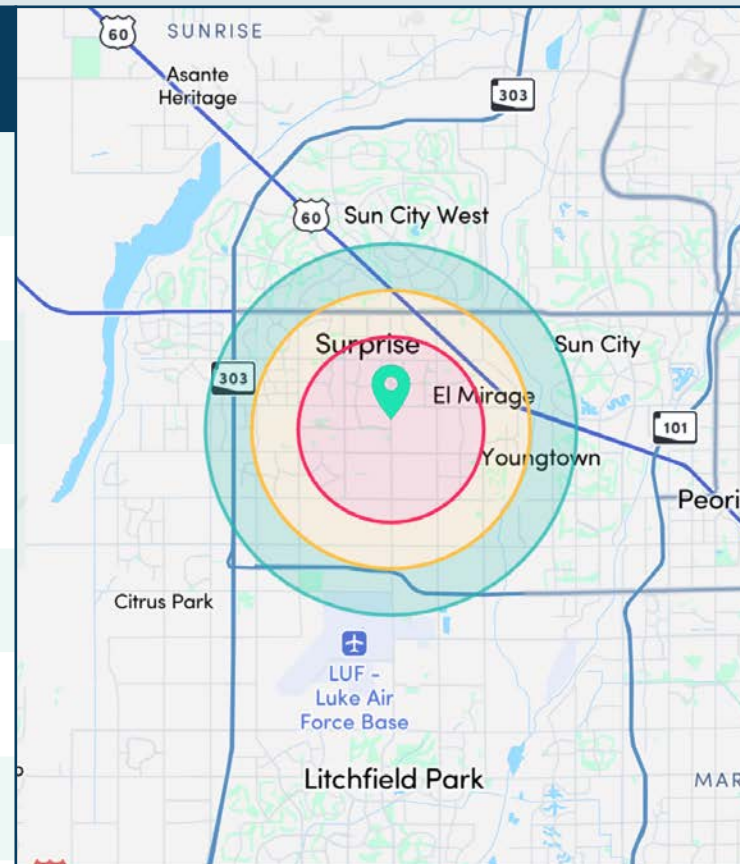 60
SUNRISE
Asante
Heritage
303
60
Sun City West
Surprise
Sun City
303
El Mirage
101
Youngtown
Peori
Citrus Park
LUF -
Luke Air
Force Base
Litchfield Park
MAR